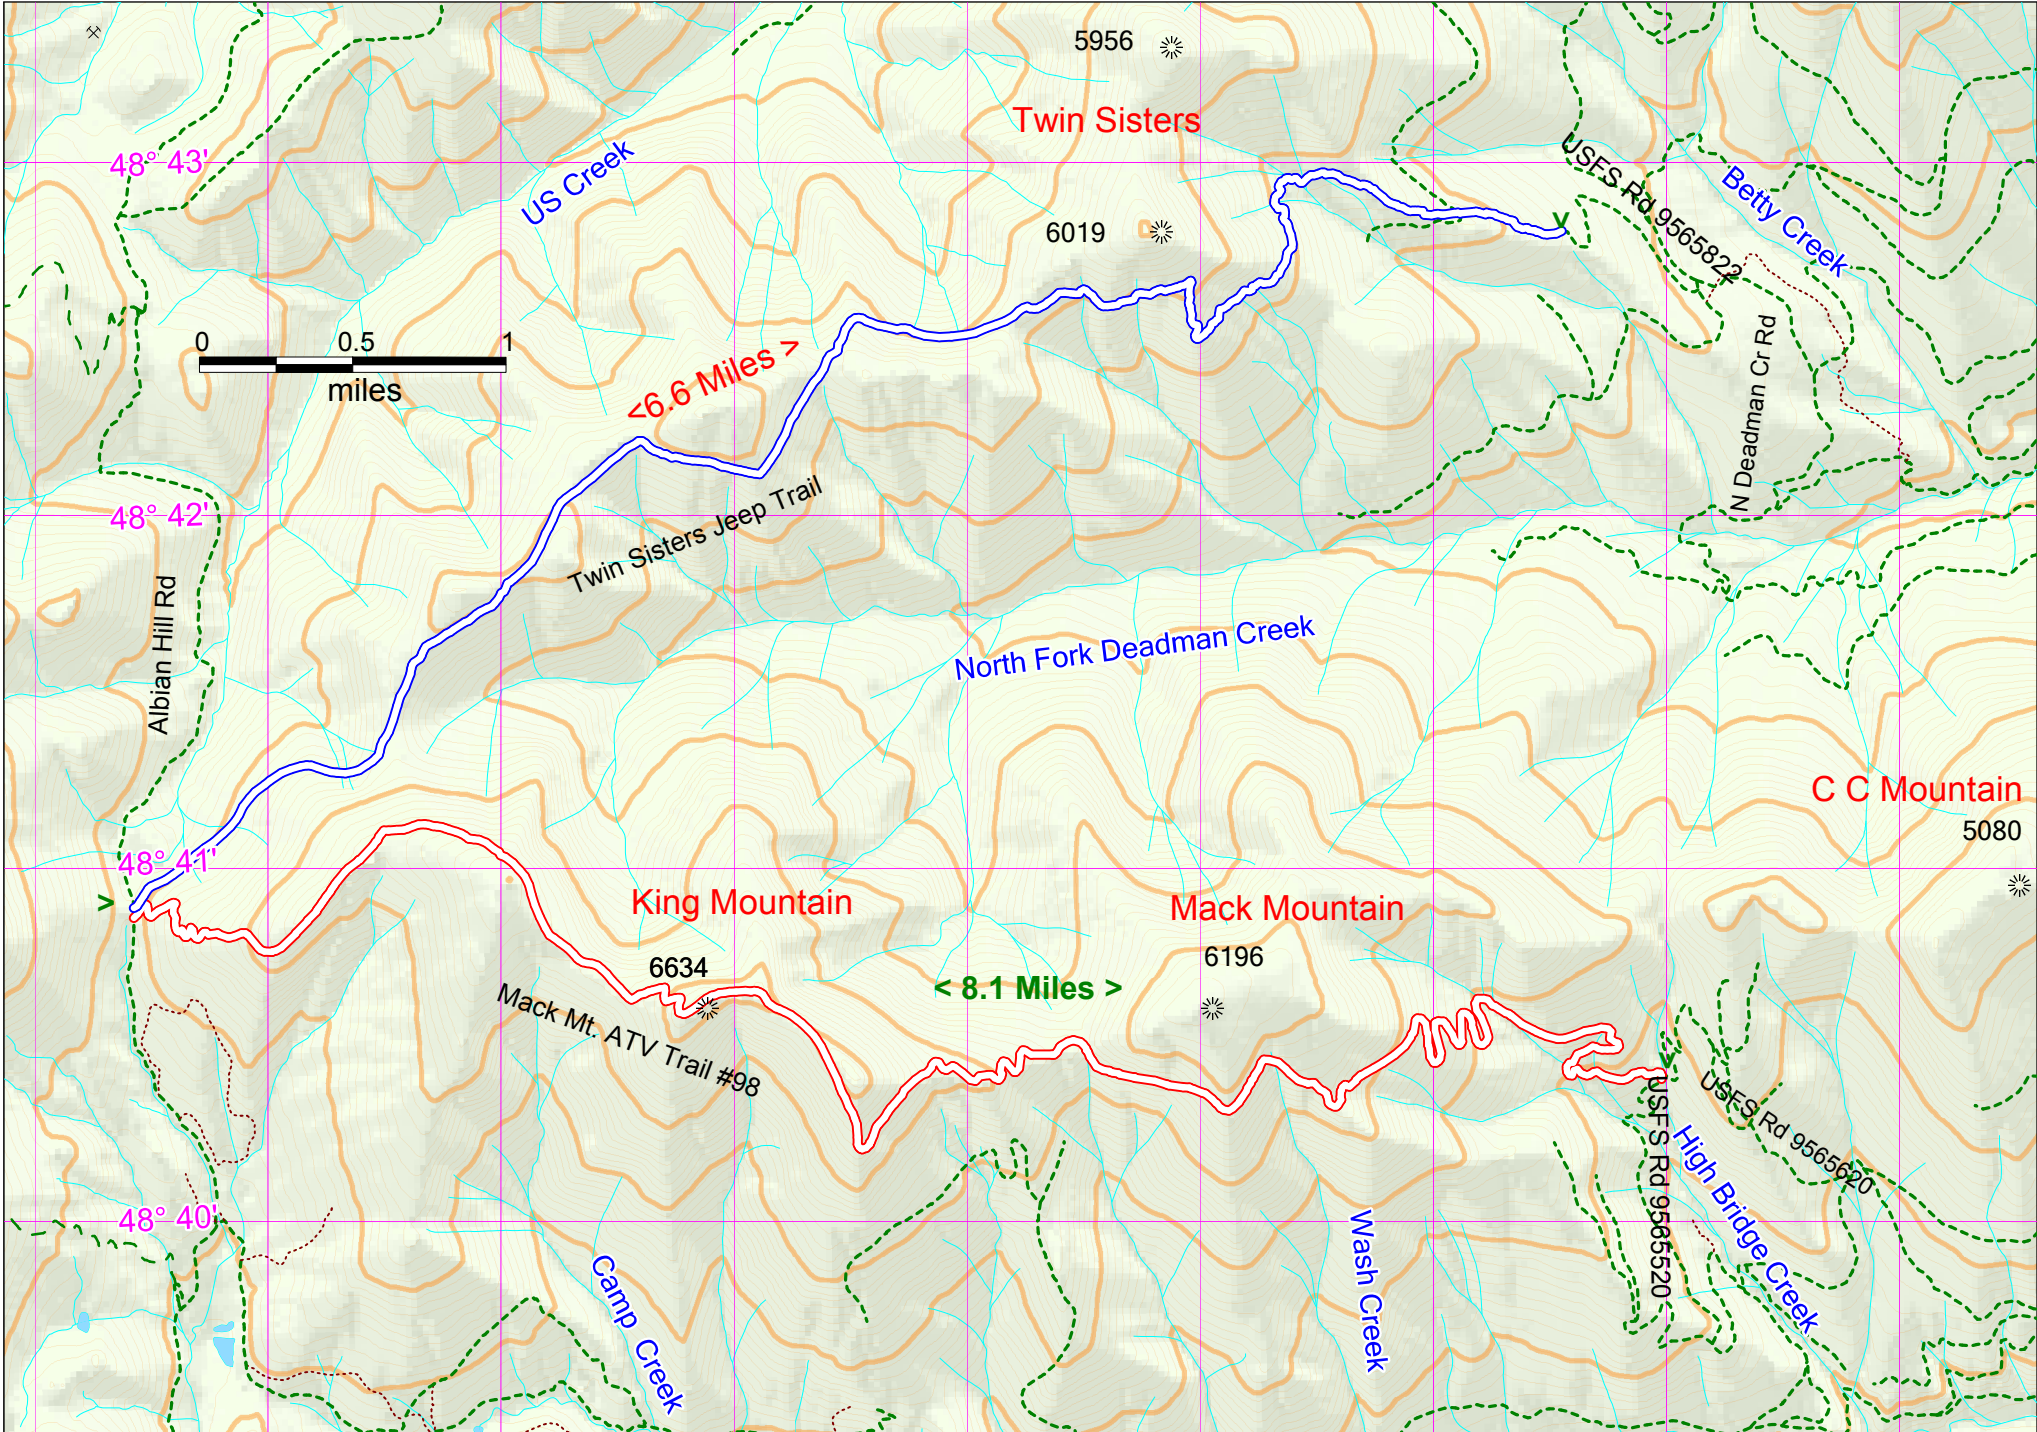 5956
Twin Sisters
48° 43'
US Creek
USFS Rd 9565822
Betty Creek
6019
0 0.5 1
miles
<6.6 Miles >
N Deadman Cr Rd
48° 42'
Twin Sisters Jeep Trail
Albian Hill Rd
North Fork Deadman Creek
C C Mountain
5080
48° 41'
>
King Mountain
Mack Mountain
6634
6196
< 8.1 Miles >
Mack Mt. ATV Trail #98
USFS Rd 9565620
USFS Rd 9565520
High Bridge Creek
48° 40'
Camp Creek
Wash Creek